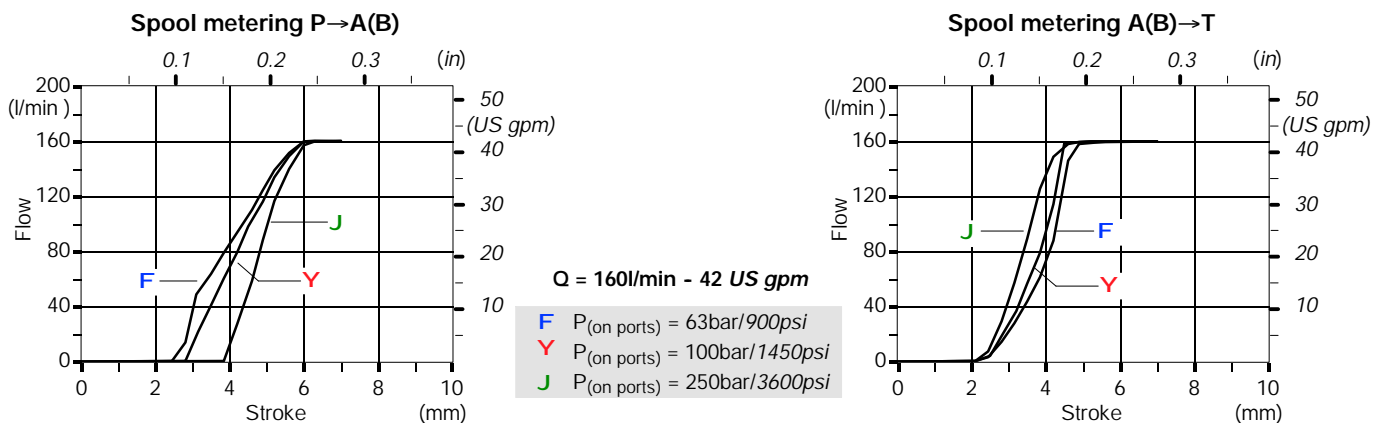 Spool metering P→A(B)
0.1 0.2 0.3 (in)
200
(l/min )
160
120
80
40
0
Flow
50
(US gpm)
40
30
20
10
F
Y
J
0 2 4 6 8 10
Stroke (mm)
Q = 160l/min - 42 US gpm
F P(on ports) = 63bar/900psi
Y P(on ports) = 100bar/1450psi
J P(on ports) = 250bar/3600psi
Spool metering A(B)→T
0.1 0.2 0.3 (in)
200
(l/min )
160
120
80
40
0
Flow
50
(US gpm)
40
30
20
10
J
F
Y
0 2 4 6 8 10
Stroke (mm)